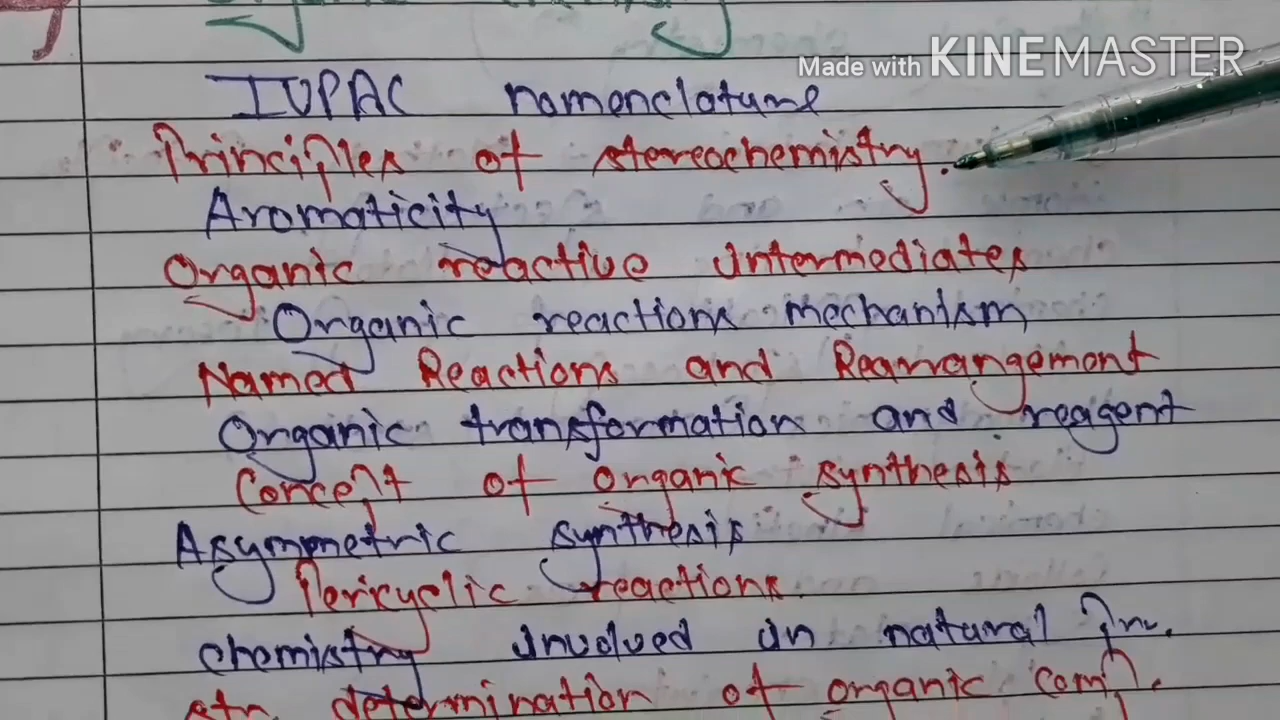 Made with KINEMASTER
IUPAC nomenclature
Principles of stereochemistry.
Aromaticity
Organic reactive intermediates
Organic reactions mechanism
Named Reactions and Rearrangement
Organic transformation and reagent
Concept of organic synthesis
Asymmetric synthesis
Pericyclic reactions.
chemistry involved in natural
str. determination of organic comp.